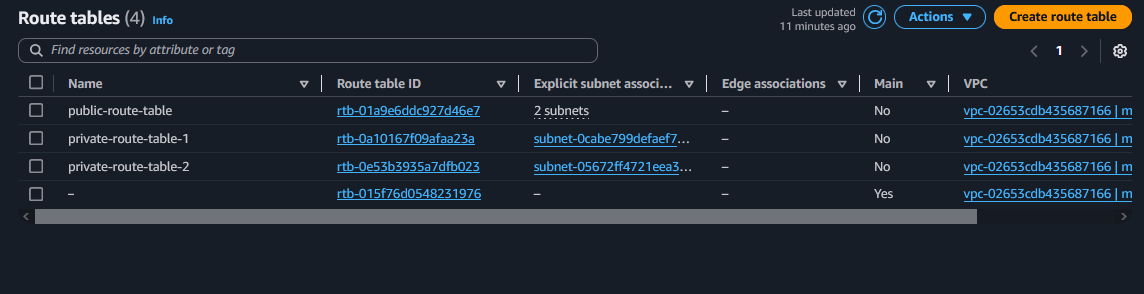 Route tables (4) Info
Last updated
11 minutes ago
Actions
Create route table
Find resources by attribute or tag
1
Name Route table ID Explicit subnet associ... Edge associations Main VPC
public-route-table rtb-01a9e6ddc927d46e7 2 subnets – No vpc-02653cdb435687166 | m
private-route-table-1 rtb-0a10167f09afaa23a subnet-0cabe799defaef7... – No vpc-02653cdb435687166 | m
private-route-table-2 rtb-0e53b3935a7dfb023 subnet-05672ff4721eea3... – No vpc-02653cdb435687166 | m
– rtb-015f76d0548231976 – – Yes vpc-02653cdb435687166 | m